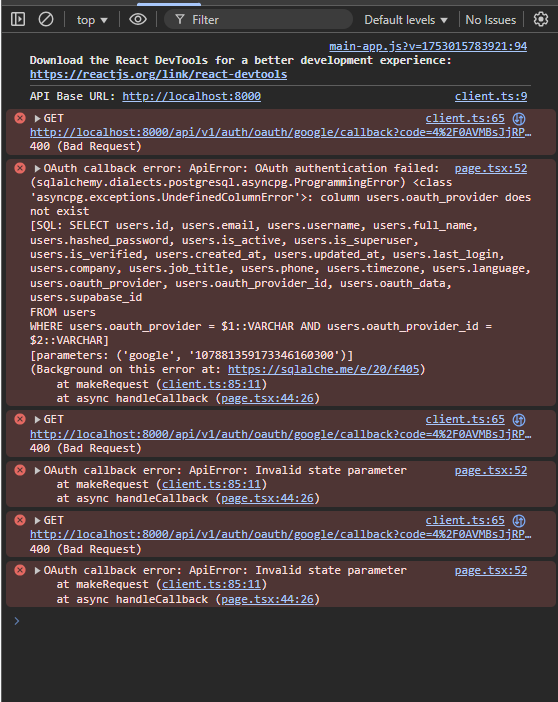 top
Filter
Default levels
No Issues
main-app.js?v=1753015783921:94
Download the React DevTools for a better development experience:
https://reactjs.org/link/react-devtools
API Base URL: http://localhost:8000 client.ts:9
GET client.ts:65
http://localhost:8000/api/v1/auth/oauth/google/callback?code=4%2F0AVMBsJjRP…
400 (Bad Request)
OAuth callback error: ApiError: OAuth authentication failed: page.tsx:52
(sqlalchemy.dialects.postgresql.asyncpg.ProgrammingError) <class
'asyncpg.exceptions.UndefinedColumnError'>: column users.oauth_provider does
not exist
[SQL: SELECT users.id, users.email, users.username, users.full_name,
users.hashed_password, users.is_active, users.is_superuser,
users.is_verified, users.created_at, users.updated_at, users.last_login,
users.company, users.job_title, users.phone, users.timezone, users.language,
users.oauth_provider, users.oauth_provider_id, users.oauth_data,
users.supabase_id
FROM users
WHERE users.oauth_provider = $1::VARCHAR AND users.oauth_provider_id =
$2::VARCHAR]
[parameters: ('google', '107881359173346160300')]
(Background on this error at: https://sqlalche.me/e/20/f405)
at makeRequest (client.ts:85:11)
at async handleCallback (page.tsx:44:26)
GET client.ts:65
http://localhost:8000/api/v1/auth/oauth/google/callback?code=4%2F0AVMBsJjRP…
400 (Bad Request)
OAuth callback error: ApiError: Invalid state parameter page.tsx:52
at makeRequest (client.ts:85:11)
at async handleCallback (page.tsx:44:26)
GET client.ts:65
http://localhost:8000/api/v1/auth/oauth/google/callback?code=4%2F0AVMBsJjRP…
400 (Bad Request)
OAuth callback error: ApiError: Invalid state parameter page.tsx:52
at makeRequest (client.ts:85:11)
at async handleCallback (page.tsx:44:26)